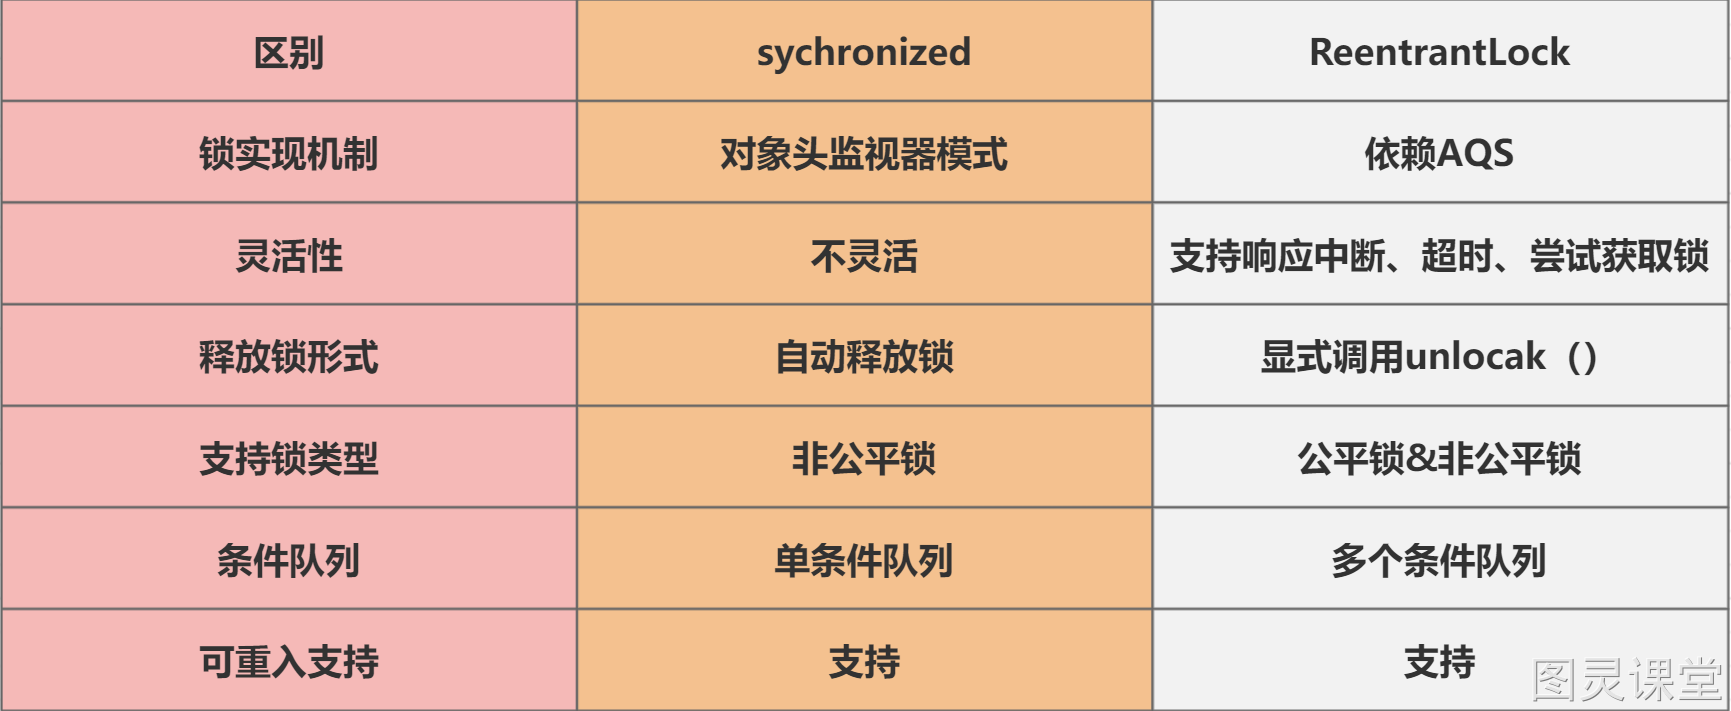 区别 sychronized ReentrantLock
锁实现机制 对象头监视器模式 依赖AQS
灵活性 不灵活 支持响应中断、超时、尝试获取锁
释放锁形式 自动释放锁 显式调用unlocak（）
支持锁类型 非公平锁 公平锁&非公平锁
条件队列 单条件队列 多个条件队列
可重入支持 支持 支持
图灵课堂